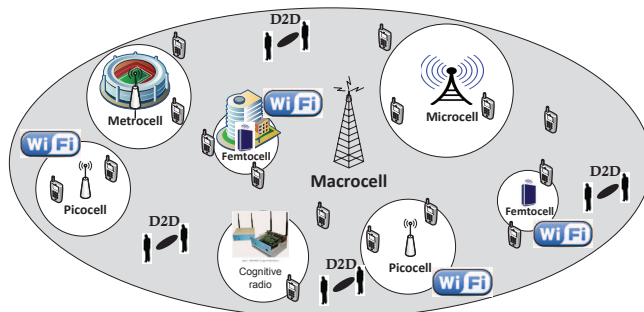 D2D
D2D
Metrocell
Wi Fi
Microcell
Femtocell
Wi Fi
Macrocell
D2D
Picocell
Femtocell
D2D
Wi Fi
Picocell
Cognitive
radio
D2D
Wi Fi